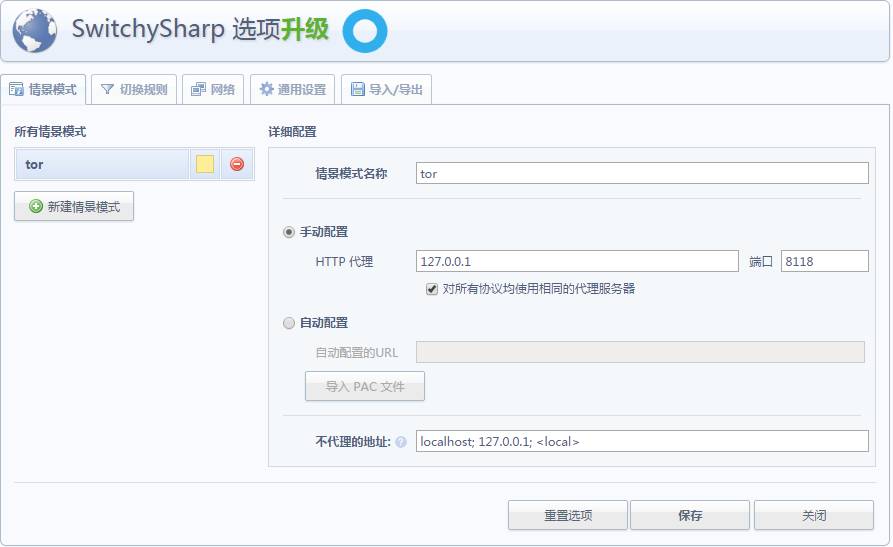 SwitchySharp 选项升级
情景模式 切换规则 网络 通用设置 导入/导出
所有情景模式
tor
新建情景模式
详细配置
情景模式名称 tor
手动配置
HTTP 代理 127.0.0.1 端口 8118
对所有协议均使用相同的代理服务器
自动配置
自动配置的URL
导入 PAC 文件
不代理的地址: ? localhost; 127.0.0.1; <local>
重置选项 保存 关闭